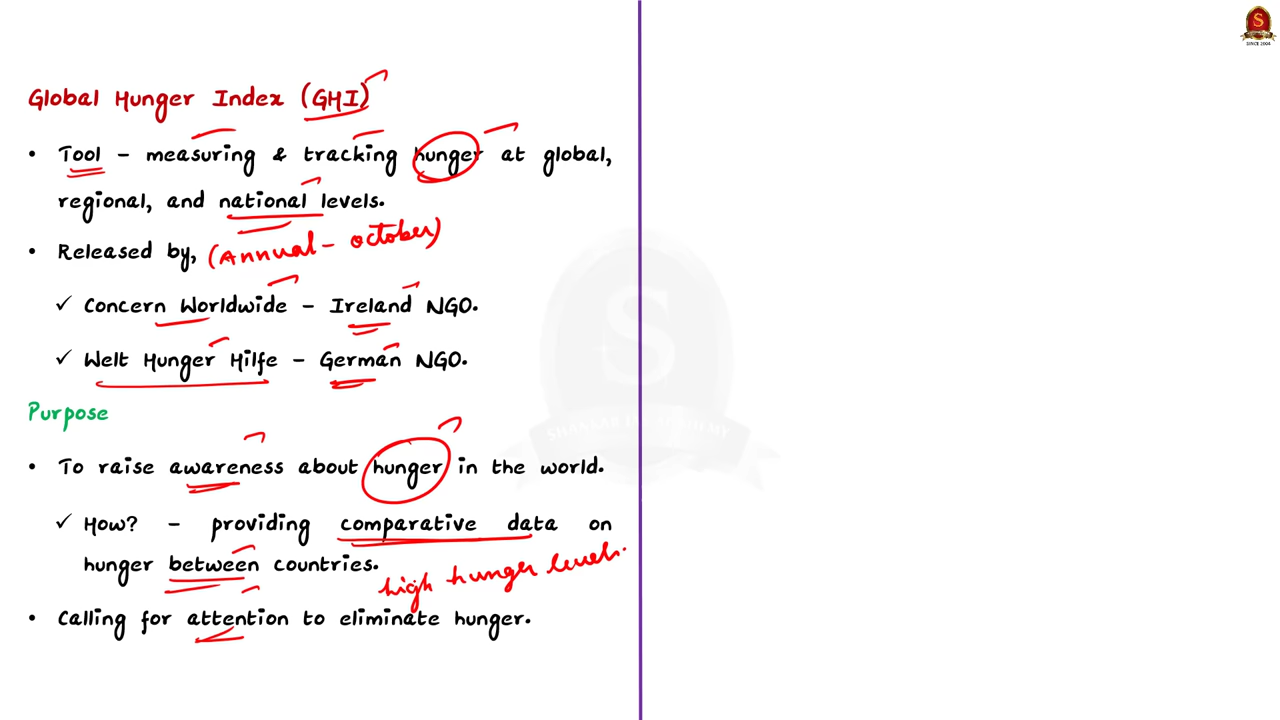 Global Hunger Index (GHI)
• Tool – measuring & tracking hunger at global,
regional, and national levels.
• Released by, (Annual – october)
✓ Concern Worldwide – Ireland NGO.
✓ Welt Hunger Hilfe – German NGO.
Purpose
• To raise awareness about hunger in the world.
✓ How? – providing comparative data on
hunger between countries.
high hunger levels.
• Calling for attention to eliminate hunger.
S
SINCE 2004
S